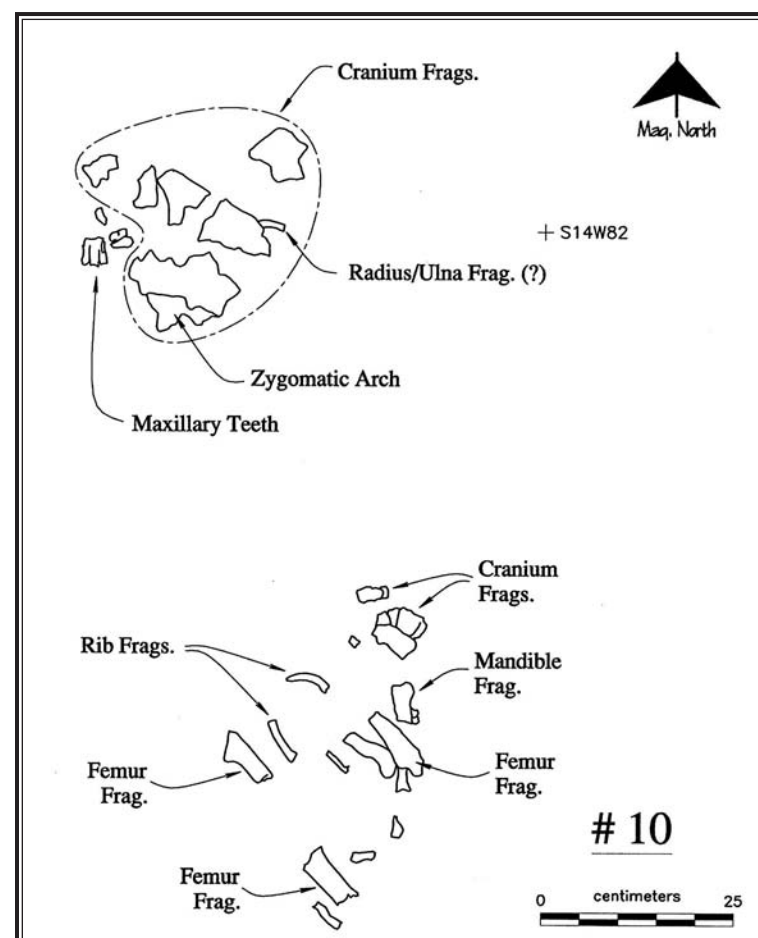 Cranium Frags.
Mag. North
+ S14W82
Radius/Ulna Frag. (?)
Zygomatic Arch
Maxillary Teeth
Cranium
Frags.
Rib Frags.
Mandible
Frag.
Femur
Frag.
Femur
Frag.
# 10
Femur
Frag.
0 centimeters 25